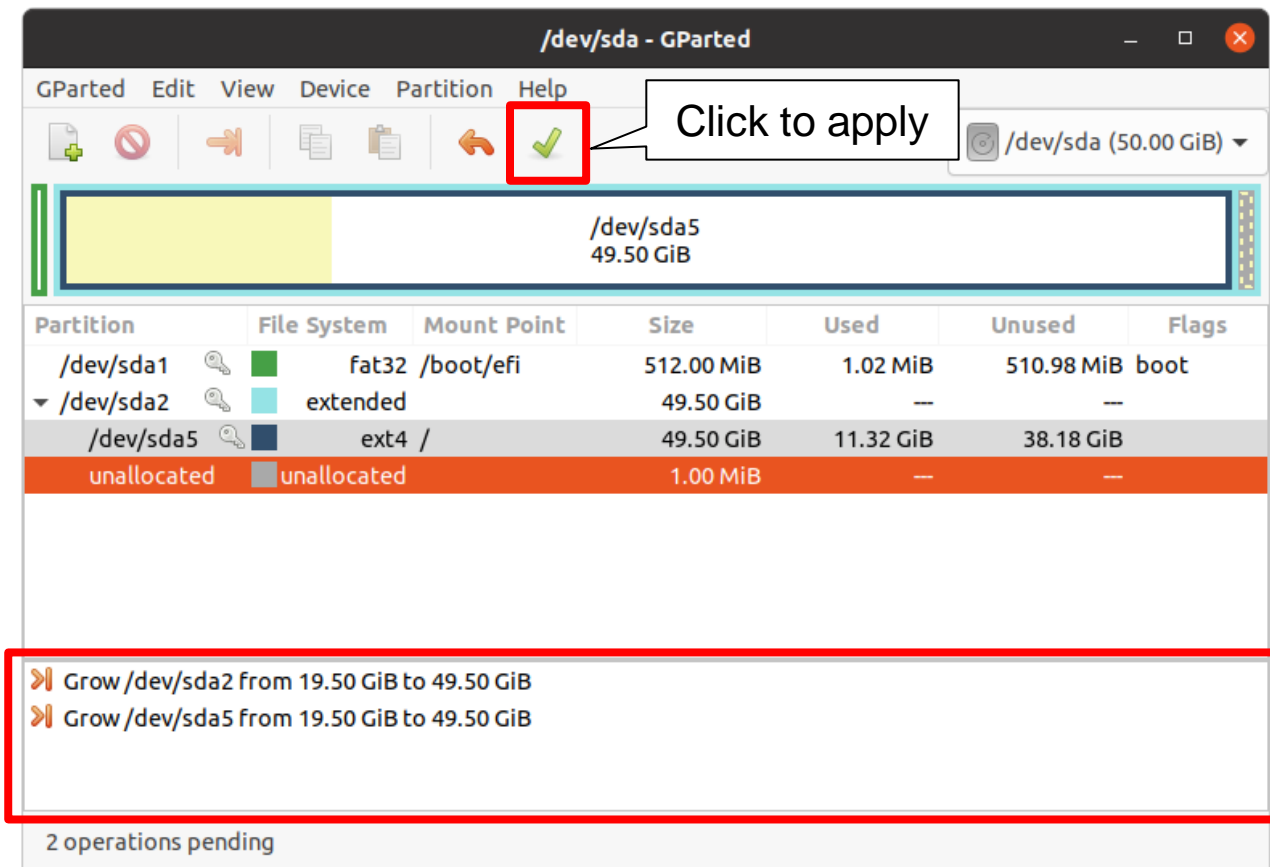 /dev/sda - GParted
GParted Edit View Device Partition Help
Click to apply
/dev/sda (50.00 GiB)
/dev/sda5
49.50 GiB
Partition File System Mount Point Size Used Unused Flags
/dev/sda1 fat32 /boot/efi 512.00 MiB 1.02 MiB 510.98 MiB boot
/dev/sda2 extended 49.50 GiB --- ---
/dev/sda5 ext4 / 49.50 GiB 11.32 GiB 38.18 GiB
unallocated unallocated 1.00 MiB --- ---
Grow /dev/sda2 from 19.50 GiB to 49.50 GiB
Grow /dev/sda5 from 19.50 GiB to 49.50 GiB
2 operations pending